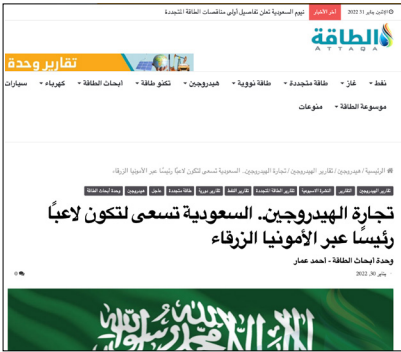 الإثنين, يناير 31 2022
أخر الأخبار
نيوم السعودية تعلن تفاصيل أولى مناقصات الطاقة المتجددة
الطاقة
ATTAQA
تقارير وحدة
نفط غاز طاقة متجددة طاقة نووية هيدروجين تكنو طاقة أبحاث الطاقة كهرباء سيارات
موسوعة الطاقة منوعات
الرئيسية / هيدروجين / تقارير الهيدروجين / تجارة الهيدروجين.. السعودية تسعى لتكون لاعبًا رئيسًا عبر الأمونيا الزرقاء
تقارير الهيدروجين التقارير النشرة الاسبوعية تقارير الطاقة المتجددة تقارير النفط تقارير دورية طاقة متجددة عاجل هيدروجين وحدة أبحاث الطاقة
تجارة الهيدروجين.. السعودية تسعى لتكون لاعبًا
رئيسًا عبر الأمونيا الزرقاء
وحدة أبحاث الطاقة - أحمد عمار
يناير 30, 2022
0